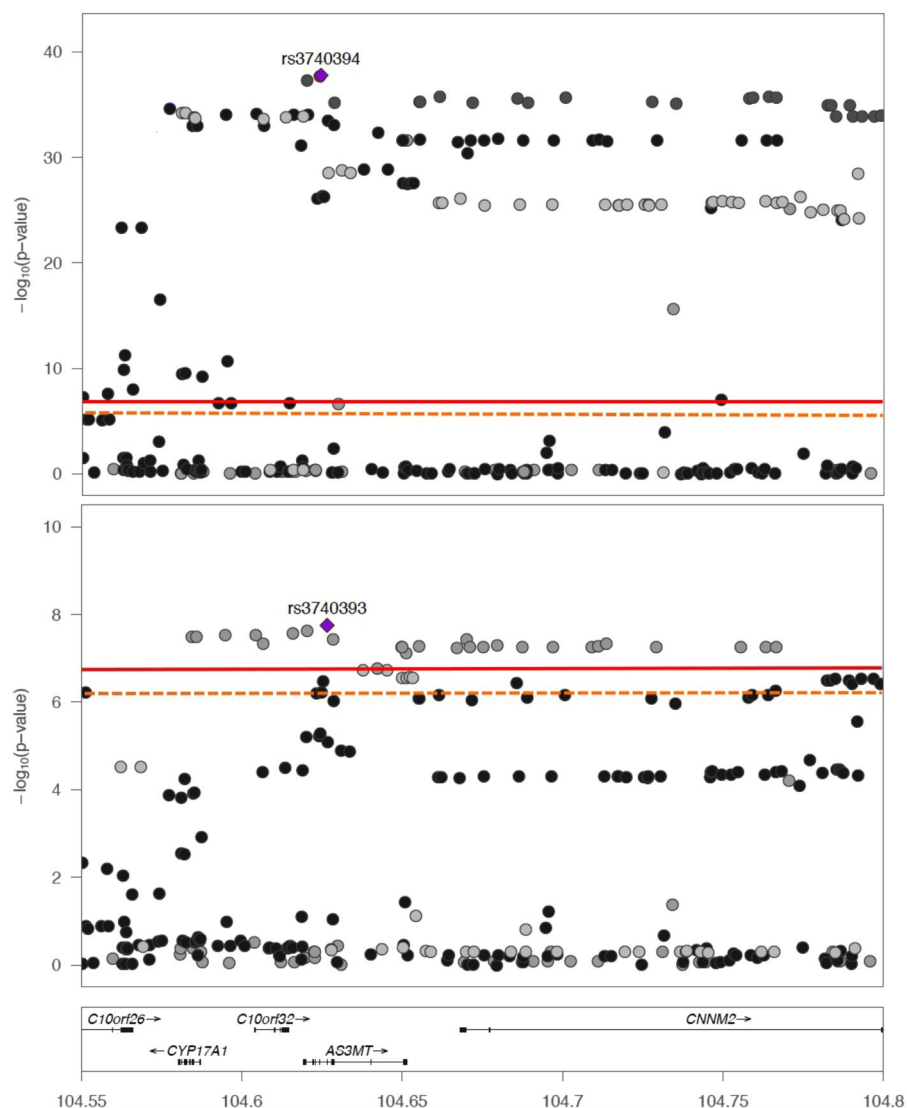 40
rs3740394
30
20
10
0
−log10(p−value)
10
rs3740393
8
6
4
2
0
−log10(p−value)
C10orf26→ C10orf32→ CNNM2→
←CYP17A1 AS3MT→
104.55 104.6 104.65 104.7 104.75 104.8